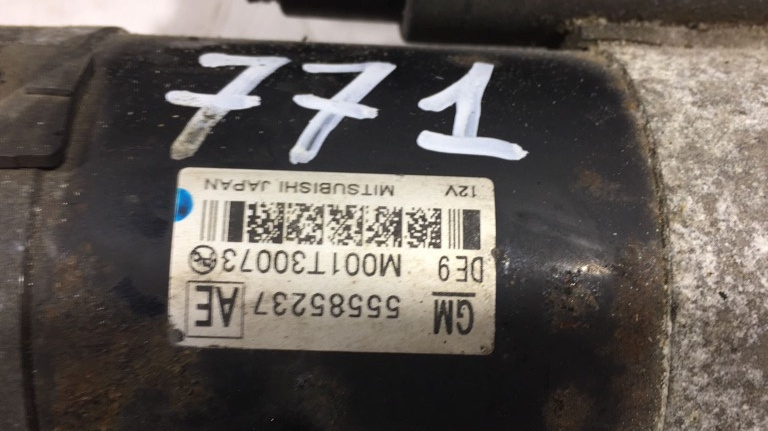 771
GM 55585237 AE
DE9 M001T30073
12V MITSUBISHI JAPAN